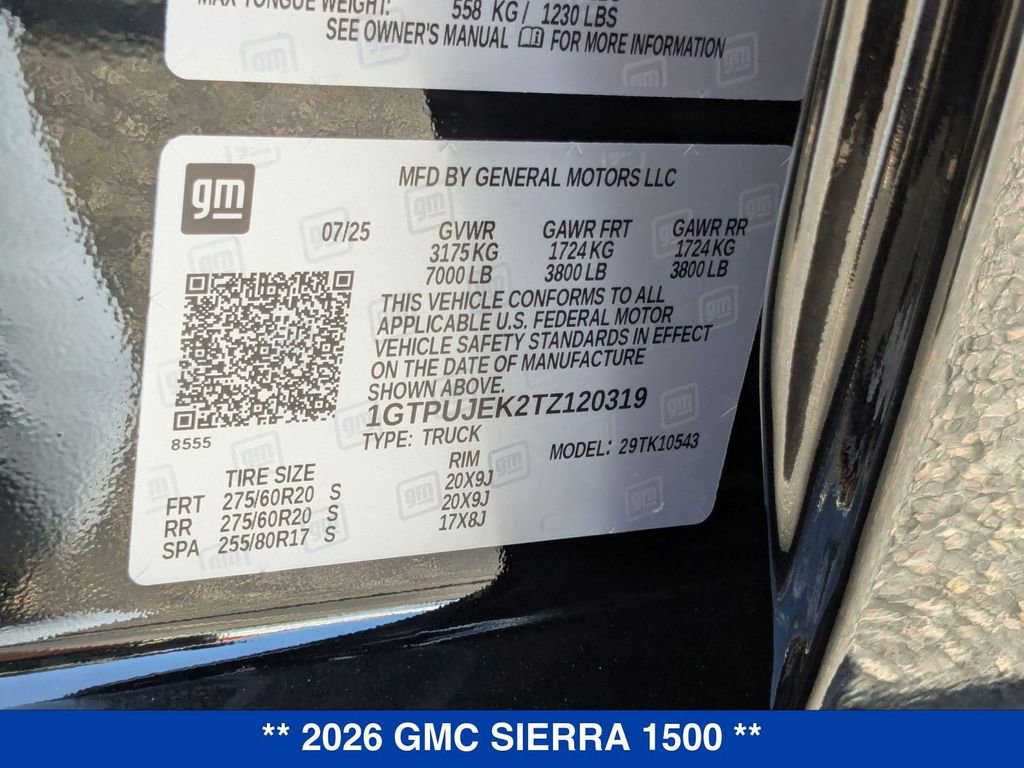 MAX TONGUE WEIGHT: 558 KG / 1230 LBS
SEE OWNER'S MANUAL FOR MORE INFORMATION
gm
MFD BY GENERAL MOTORS LLC
07/25 GVWR GAWR FRT GAWR RR
3175 KG 1724 KG 1724 KG
7000 LB 3800 LB 3800 LB
THIS VEHICLE CONFORMS TO ALL
APPLICABLE U.S. FEDERAL MOTOR
VEHICLE SAFETY STANDARDS IN EFFECT
ON THE DATE OF MANUFACTURE
SHOWN ABOVE.
1GTPUJEK2TZ120319
8555
TYPE: TRUCK MODEL: 29TK10543
TIRE SIZE RIM
FRT 275/60R20 S 20X9J
RR 275/60R20 S 20X9J
SPA 255/80R17 S 17X8J
** 2026 GMC SIERRA 1500 **